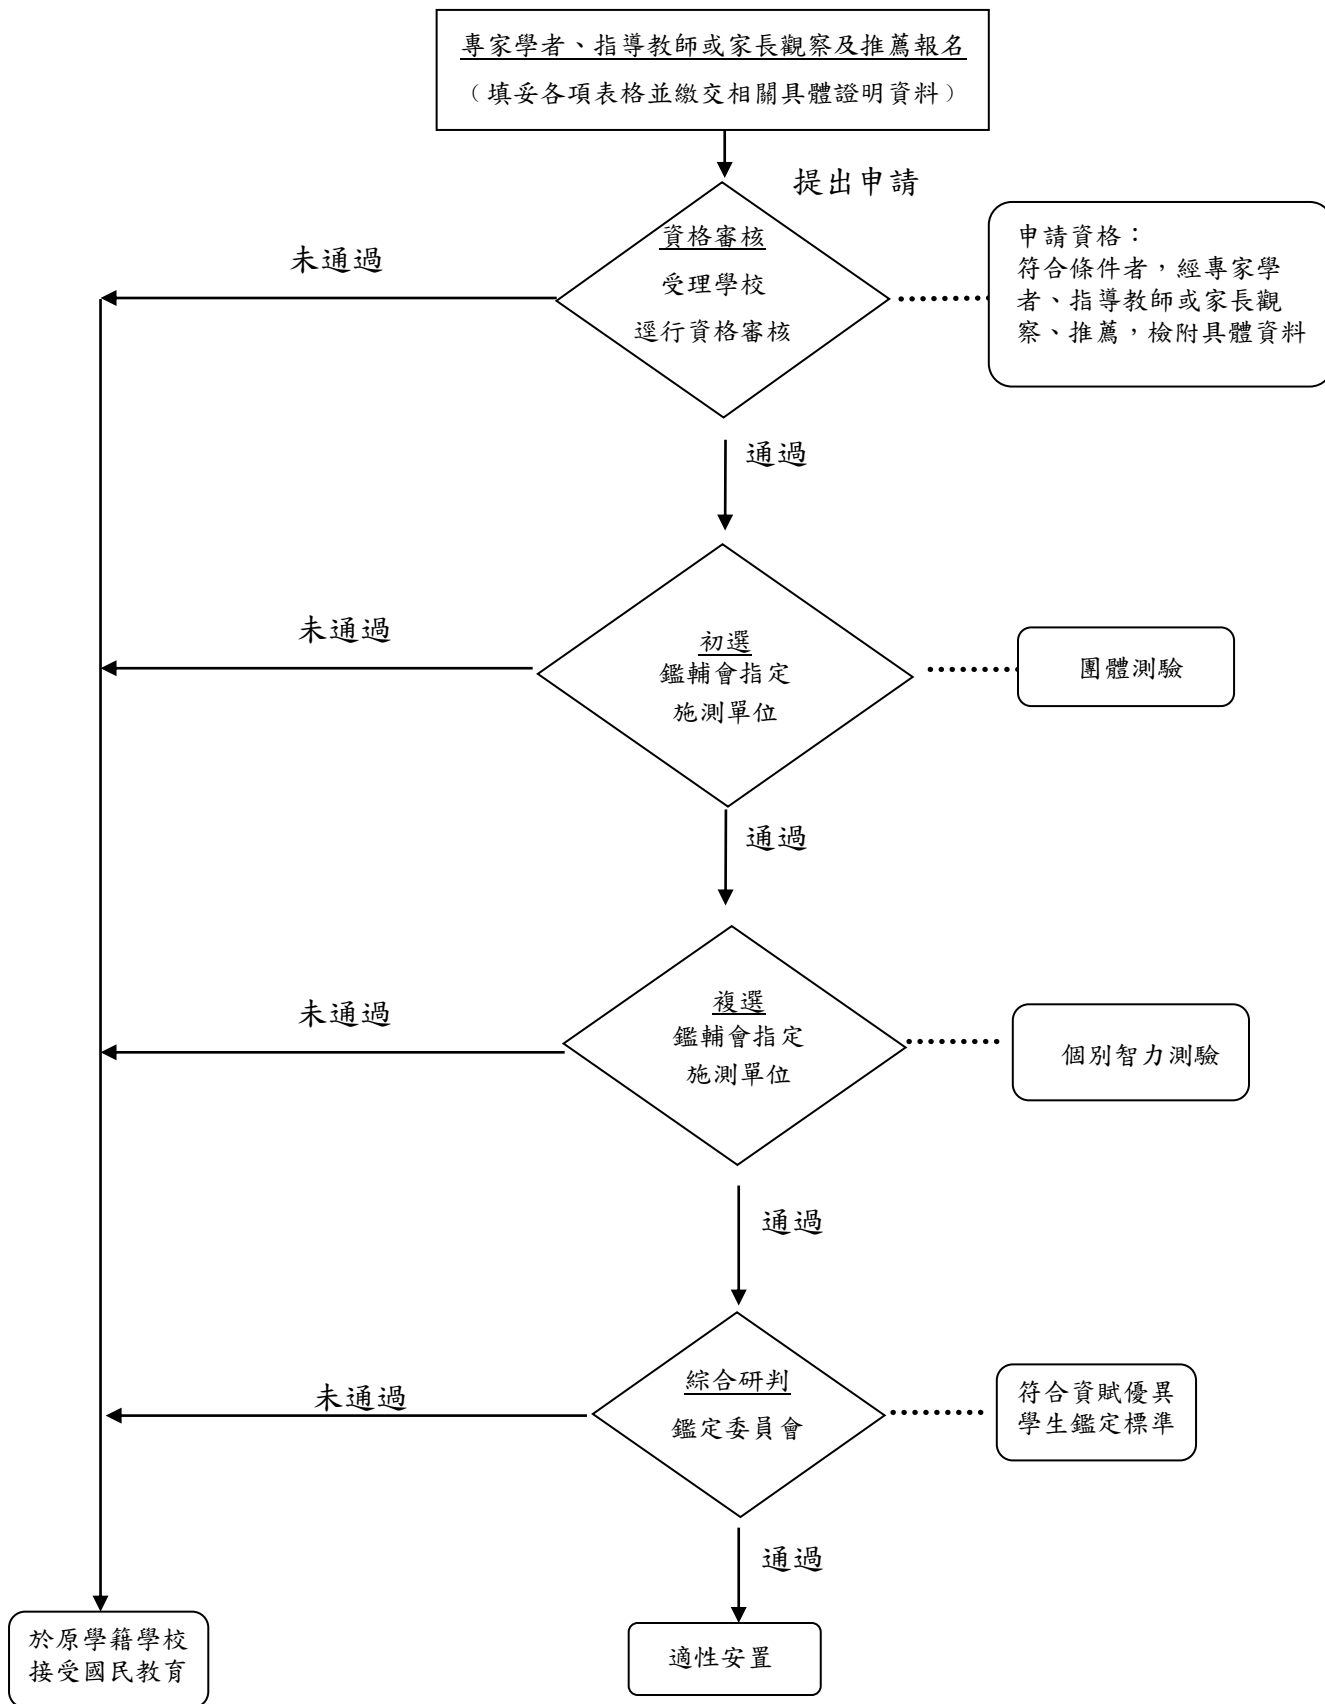 專家學者、指導教師或家長觀察及推薦報名
（填妥各項表格並繳交相關具體證明資料）
提出申請
未通過
資格審核
受理學校
逕行資格審核
申請資格：
符合條件者，經專家學
者、指導教師或家長觀
察、推薦，檢附具體資料
通過
未通過
初選
鑑輔會指定
施測單位
團體測驗
通過
未通過
複選
鑑輔會指定
施測單位
個別智力測驗
通過
未通過
綜合研判
鑑定委員會
符合資賦優異
學生鑑定標準
通過
於原學籍學校
接受國民教育
適性安置